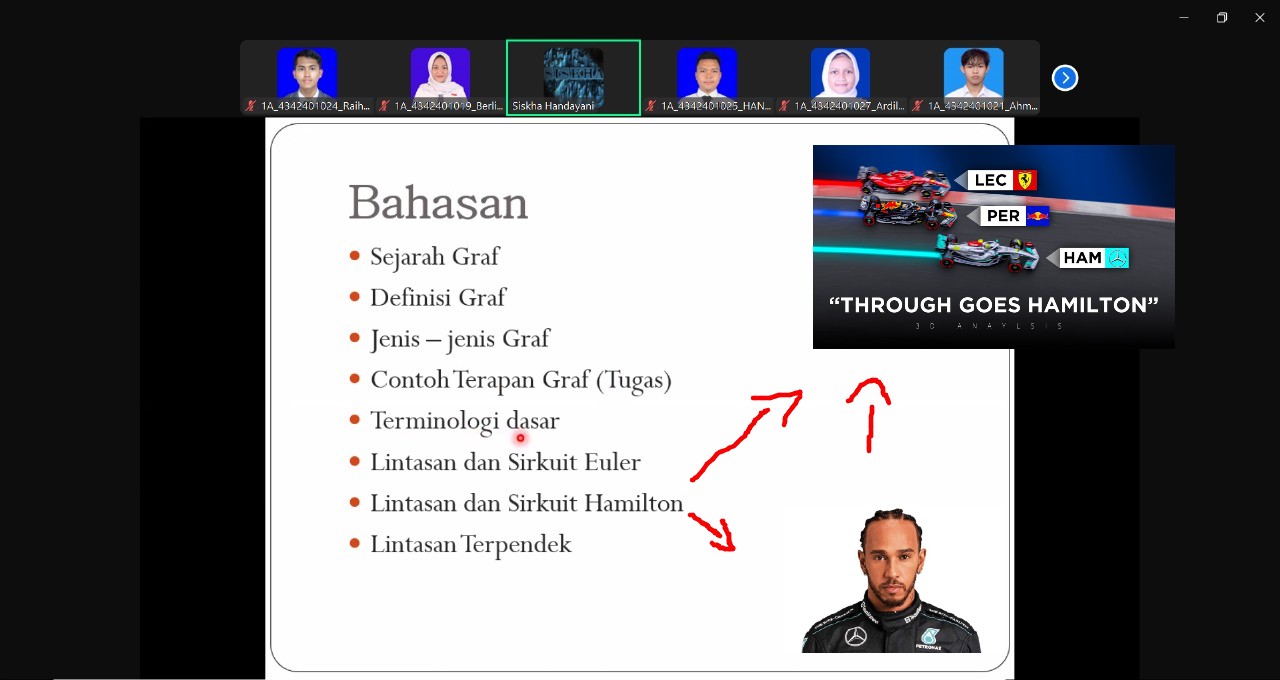 1A_4342401024_Raih...
1A_4342401019_Berli...
Siskha Handayani
1A_4342401025_HAN...
1A_4342401027_Ardil...
1A_4342401021_Ahm...
Bahasan
Sejarah Graf
Definisi Graf
Jenis – jenis Graf
Contoh Terapan Graf (Tugas)
Terminologi dasar
Lintasan dan Sirkuit Euler
Lintasan dan Sirkuit Hamilton
Lintasan Terpendek
LEC
PER
HAM
“THROUGH GOES HAMILTON”
3D ANAYLSIS
PETRONAS